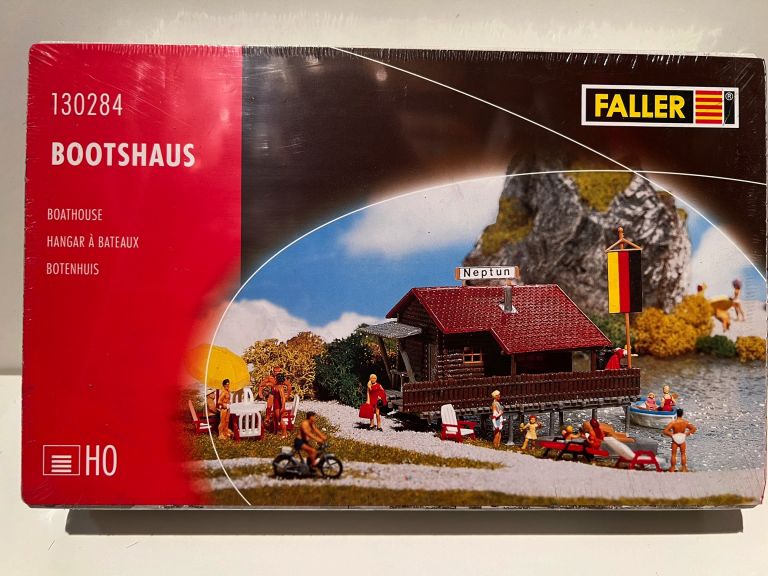 130284
BOOTSHAUS
BOATHOUSE
HANGAR À BATEAUX
BOTENHUIS
H0
FALLER ®
Neptun